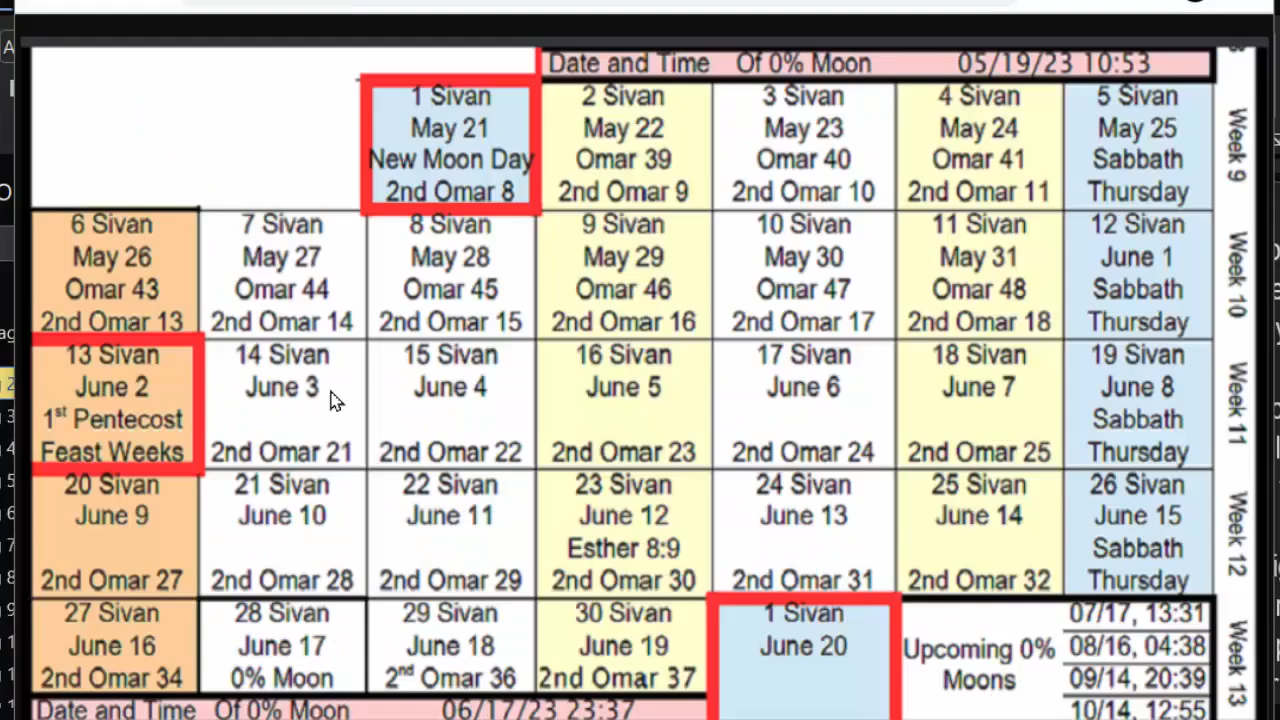 Date and Time Of 0% Moon 05/19/23 10:53
1 Sivan
May 21
New Moon Day
2nd Omar 8
2 Sivan
May 22
Omar 39
2nd Omar 9
3 Sivan
May 23
Omar 40
2nd Omar 10
4 Sivan
May 24
Omar 41
2nd Omar 11
5 Sivan
May 25
Sabbath
Thursday
Week 9
6 Sivan
May 26
Omar 43
2nd Omar 13
7 Sivan
May 27
Omar 44
2nd Omar 14
8 Sivan
May 28
Omar 45
2nd Omar 15
9 Sivan
May 29
Omar 46
2nd Omar 16
10 Sivan
May 30
Omar 47
2nd Omar 17
11 Sivan
May 31
Omar 48
2nd Omar 18
12 Sivan
June 1
Sabbath
Thursday
Week 10
13 Sivan
June 2
1st Pentecost
Feast Weeks
14 Sivan
June 3
2nd Omar 21
15 Sivan
June 4
2nd Omar 22
16 Sivan
June 5
2nd Omar 23
17 Sivan
June 6
2nd Omar 24
18 Sivan
June 7
2nd Omar 25
19 Sivan
June 8
Sabbath
Thursday
Week 11
20 Sivan
June 9
2nd Omar 27
21 Sivan
June 10
2nd Omar 28
22 Sivan
June 11
2nd Omar 29
23 Sivan
June 12
Esther 8:9
2nd Omar 30
24 Sivan
June 13
2nd Omar 31
25 Sivan
June 14
2nd Omar 32
26 Sivan
June 15
Sabbath
Thursday
Week 12
27 Sivan
June 16
2nd Omar 34
28 Sivan
June 17
0% Moon
29 Sivan
June 18
2nd Omar 36
30 Sivan
June 19
2nd Omar 37
1 Sivan
June 20
Upcoming 0%
Moons
07/17, 13:31
08/16, 04:38
09/14, 20:39
10/14, 12:55
Week 13
Date and Time Of 0% Moon 06/17/23 23:37